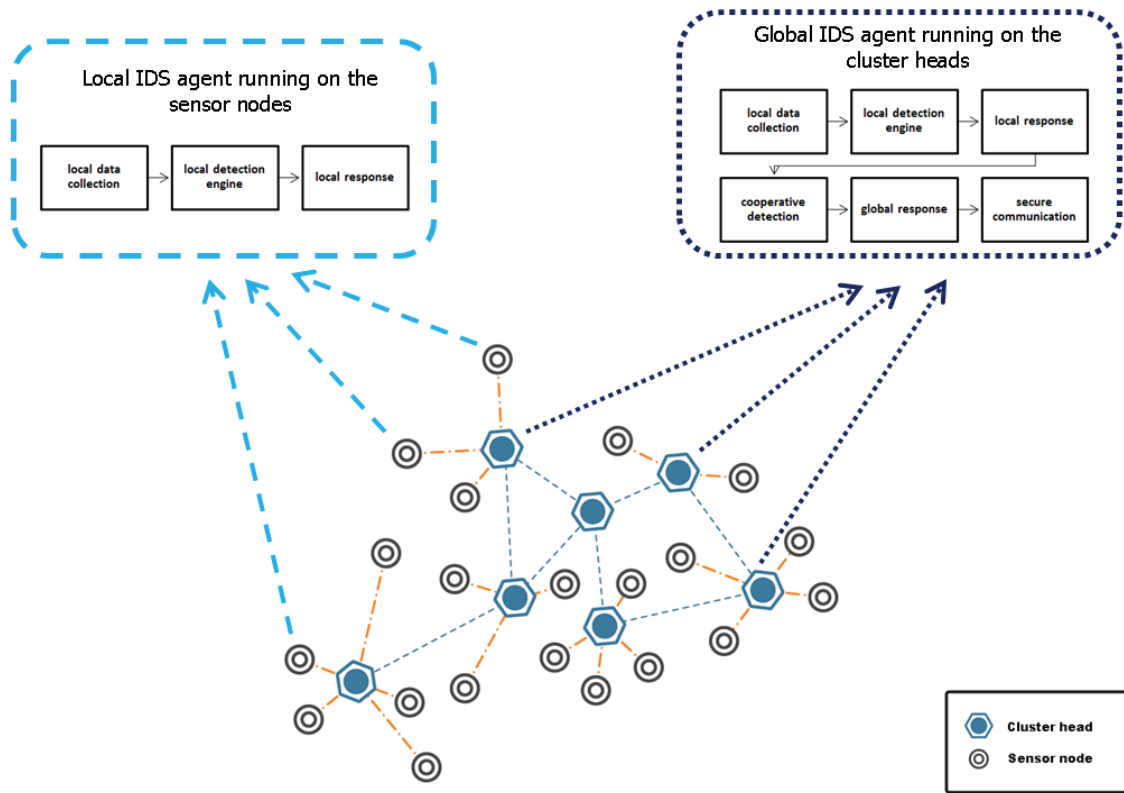 Local IDS agent running on the
sensor nodes
local data
collection
local detection
engine
local response
Global IDS agent running on the
cluster heads
local data
collection
local detection
engine
local response
cooperative
detection
global response
secure
communication
Cluster head
Sensor node